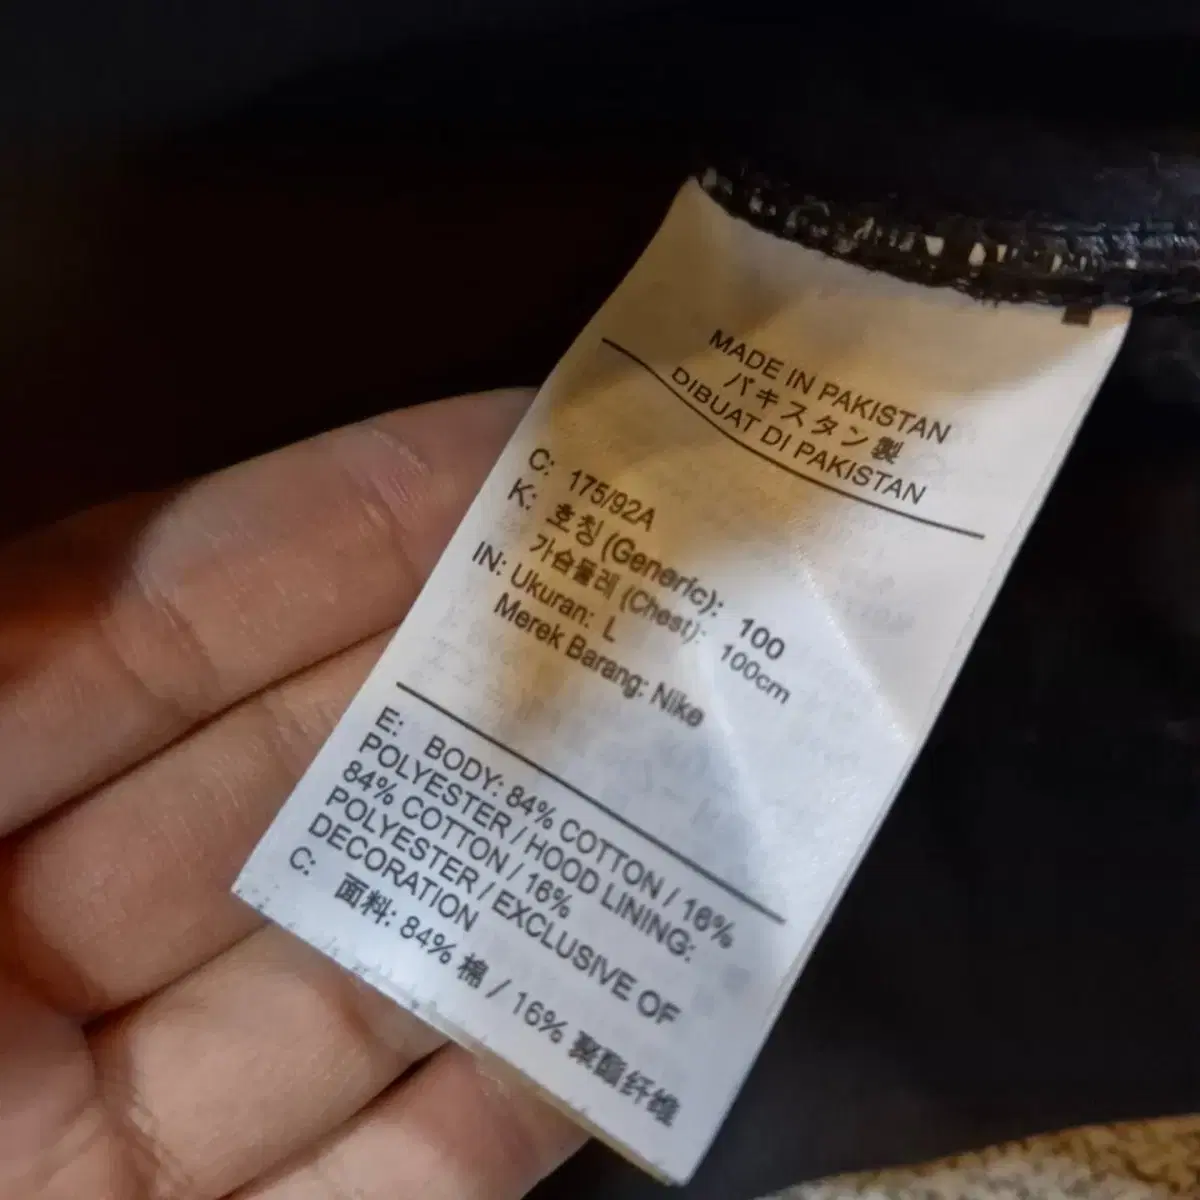 MADE IN PAKISTAN
パキスタン製
DIBUAT DI PAKISTAN
C: 175/92A
K: 호칭 (Generic): 100
가슴둘레 (Chest): 100cm
IN: Ukuran: L
Merek Barang: Nike
E: BODY: 84% COTTON / 16%
POLYESTER / HOOD LINING:
84% COTTON / 16%
POLYESTER / EXCLUSIVE OF
DECORATION
C: 面料: 84% 棉 / 16% 聚酯纤维